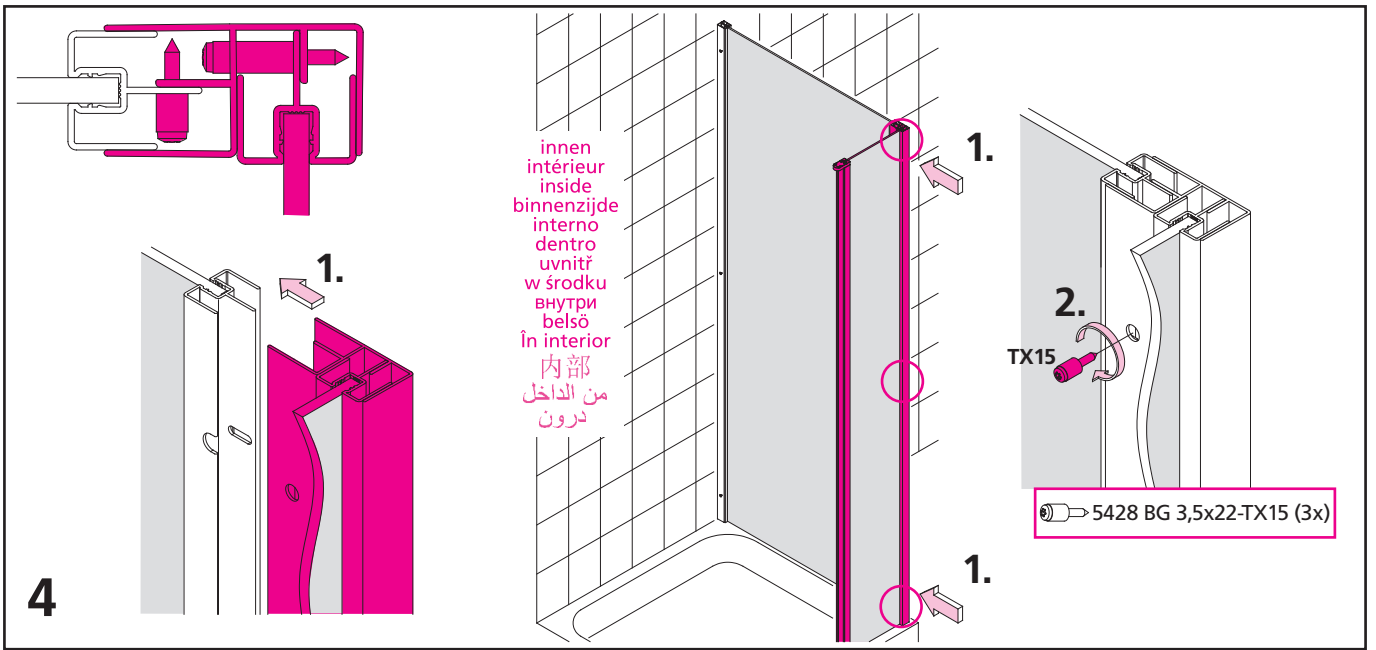 innen
intérieur
inside
binnenzijde
interno
dentro
uvnitř
w środku
внутри
belsö
În interior
内部
من الداخل
درون
1.
1.
1.
2.
TX15
5428 BG 3,5x22-TX15 (3x)
4